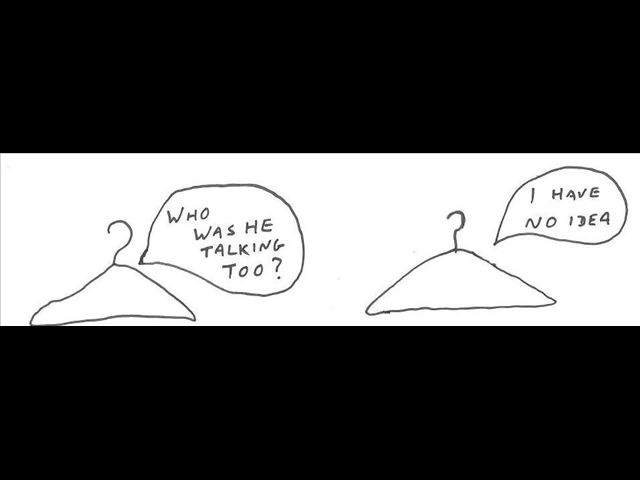 WHO
WAS HE
TALKING
TOO?
I HAVE
NO IDEA